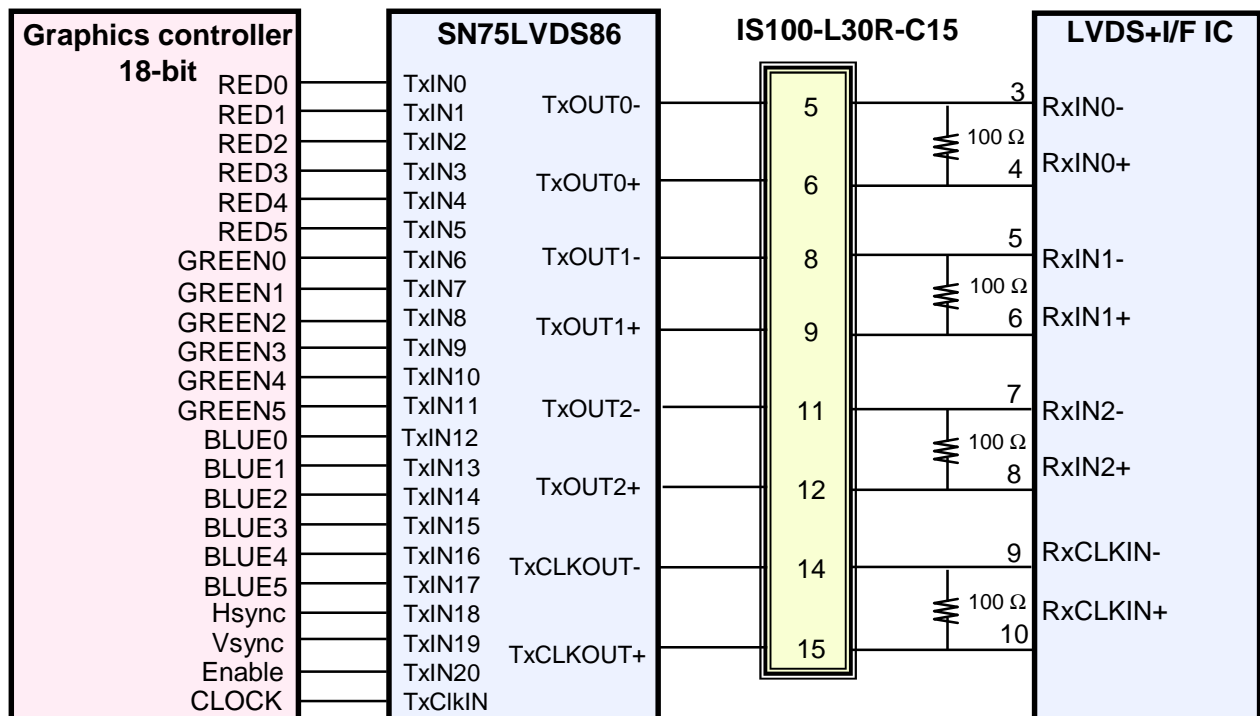 Graphics controller
18-bit
SN75LVDS86
IS100-L30R-C15
LVDS+I/F IC
RED0
RED1
RED2
RED3
RED4
RED5
GREEN0
GREEN1
GREEN2
GREEN3
GREEN4
GREEN5
BLUE0
BLUE1
BLUE2
BLUE3
BLUE4
BLUE5
Hsync
Vsync
Enable
CLOCK
TxIN0
TxIN1
TxIN2
TxIN3
TxIN4
TxIN5
TxIN6
TxIN7
TxIN8
TxIN9
TxIN10
TxIN11
TxIN12
TxIN13
TxIN14
TxIN15
TxIN16
TxIN17
TxIN18
TxIN19
TxIN20
TxClkIN
TxOUT0-
TxOUT0+
TxOUT1-
TxOUT1+
TxOUT2-
TxOUT2+
TxCLKOUT-
TxCLKOUT+
5
6
8
9
11
12
14
15
3
100 Ω
4
5
100 Ω
6
7
100 Ω
8
9
100 Ω
10
RxIN0-
RxIN0+
RxIN1-
RxIN1+
RxIN2-
RxIN2+
RxCLKIN-
RxCLKIN+